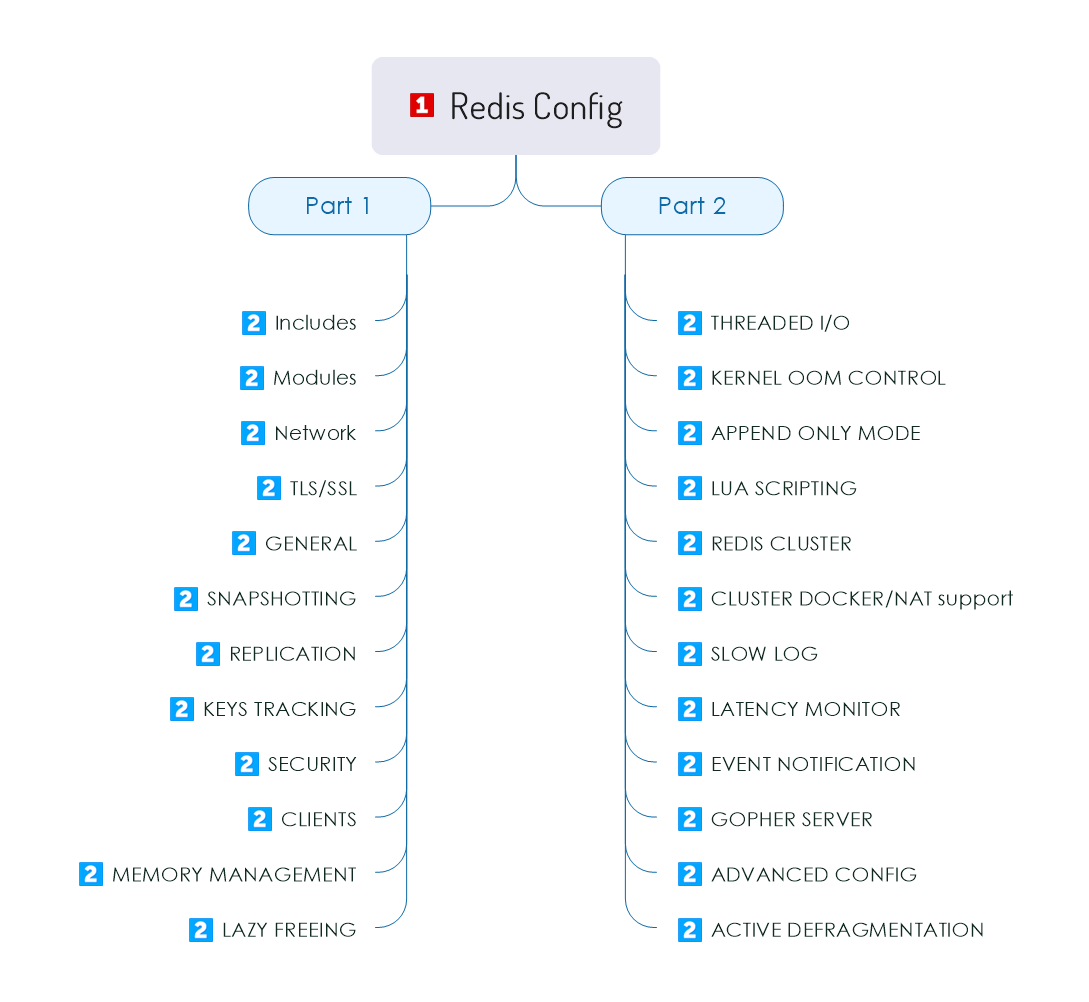 1 Redis Config
Part 1
Part 2
2 Includes
2 Modules
2 Network
2 TLS/SSL
2 GENERAL
2 SNAPSHOTTING
2 REPLICATION
2 KEYS TRACKING
2 SECURITY
2 CLIENTS
2 MEMORY MANAGEMENT
2 LAZY FREEING
2 THREADED I/O
2 KERNEL OOM CONTROL
2 APPEND ONLY MODE
2 LUA SCRIPTING
2 REDIS CLUSTER
2 CLUSTER DOCKER/NAT support
2 SLOW LOG
2 LATENCY MONITOR
2 EVENT NOTIFICATION
2 GOPHER SERVER
2 ADVANCED CONFIG
2 ACTIVE DEFRAGMENTATION